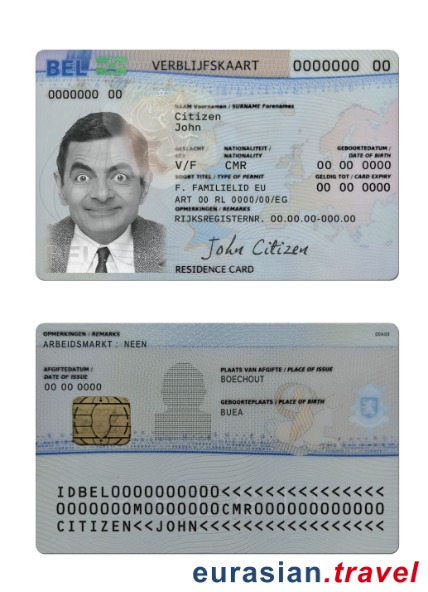 BEL VERBLIJFSKAART 0000000 00
0000000 00
NAAM Voornamen / SURNAME Forenames
Citizen
John
GESLACHT / NATIONALITEIT / GEBOORTEDATUM /
SEX NATIONALITY DATE OF BIRTH
V/F CMR 00 00 0000
SOORT TITEL / TYPE OF PERMIT GELDIG TOT / CARD EXPIRY
F. FAMILIELID EU 00 00 0000
ART 00 RL 0000/00/EG
OPMERKINGEN / REMARKS
RIJKSREGISTERNR. 00.00.00-000.00
John Citizen
RESIDENCE CARD
OPMERKINGEN / REMARKS
ARBEIDSMARKT : NEEN
AFGIFTEDATUM / PLAATS VAN AFGIFTE / PLACE OF ISSUE
DATE OF ISSUE BOECHOUT
00 00 0000
GEBOORTEPLAATS / PLACE OF BIRTH
BUEA
IDBEL0000000000<<<<<<<<<<<<<<<
0000000M0000000CMR000000000000
CITIZEN<<JOHN<<<<<<<<<<<<<<<<<
eurasian.travel